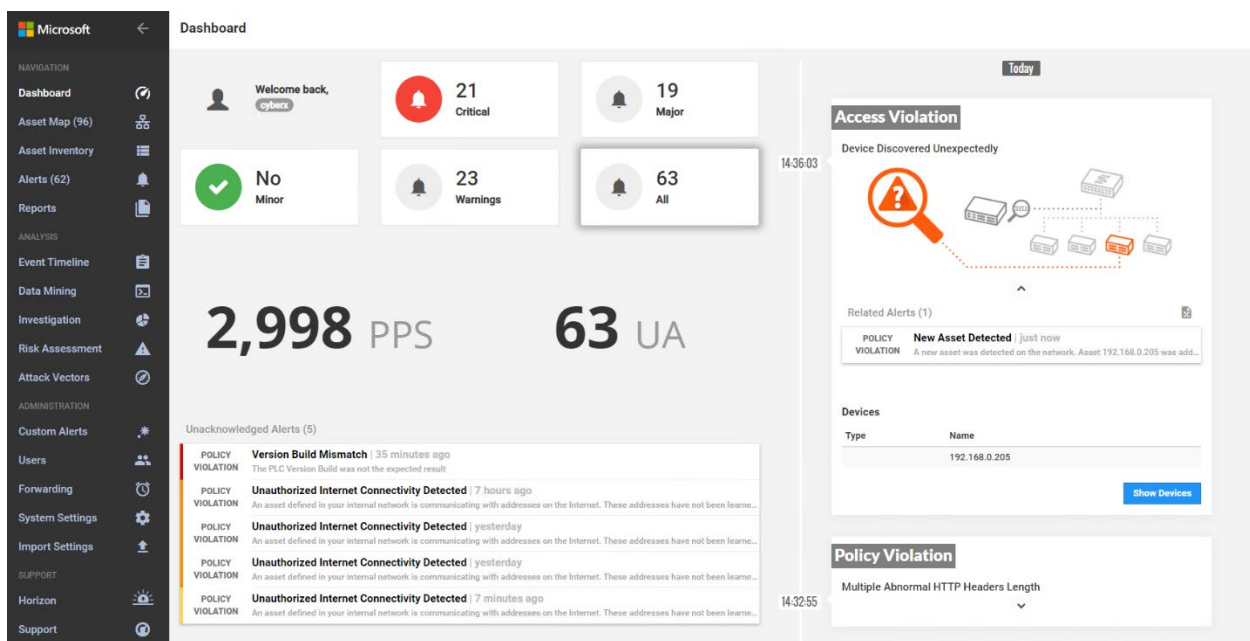 Microsoft
NAVIGATION
Dashboard
Asset Map (96)
Asset Inventory
Alerts (62)
Reports
ANALYSIS
Event Timeline
Data Mining
Investigation
Risk Assessment
Attack Vectors
ADMINISTRATION
Custom Alerts
Users
Forwarding
System Settings
Import Settings
SUPPORT
Horizon
Support
Dashboard
Welcome back,
cyberx
21
Critical
19
Major
No
Minor
23
Warnings
63
All
2,998 PPS
63 UA
Unacknowledged Alerts (5)
POLICY VIOLATION
Version Build Mismatch | 35 minutes ago
The PLC Version Build was not the expected result
POLICY VIOLATION
Unauthorized Internet Connectivity Detected | 7 hours ago
An asset defined in your internal network is communicating with addresses on the Internet. These addresses have not been learne...
POLICY VIOLATION
Unauthorized Internet Connectivity Detected | yesterday
An asset defined in your internal network is communicating with addresses on the Internet. These addresses have not been learne...
POLICY VIOLATION
Unauthorized Internet Connectivity Detected | yesterday
An asset defined in your internal network is communicating with addresses on the Internet. These addresses have not been learne...
POLICY VIOLATION
Unauthorized Internet Connectivity Detected | 7 minutes ago
An asset defined in your internal network is communicating with addresses on the Internet. These addresses have not been learne...
Today
14:36:03
Access Violation
Device Discovered Unexpectedly
Related Alerts (1)
POLICY VIOLATION
New Asset Detected | just now
A new asset was detected on the network. Asset 192.168.0.205 was add...
Devices
Type Name
192.168.0.205
Show Devices
14:32:55
Policy Violation
Multiple Abnormal HTTP Headers Length